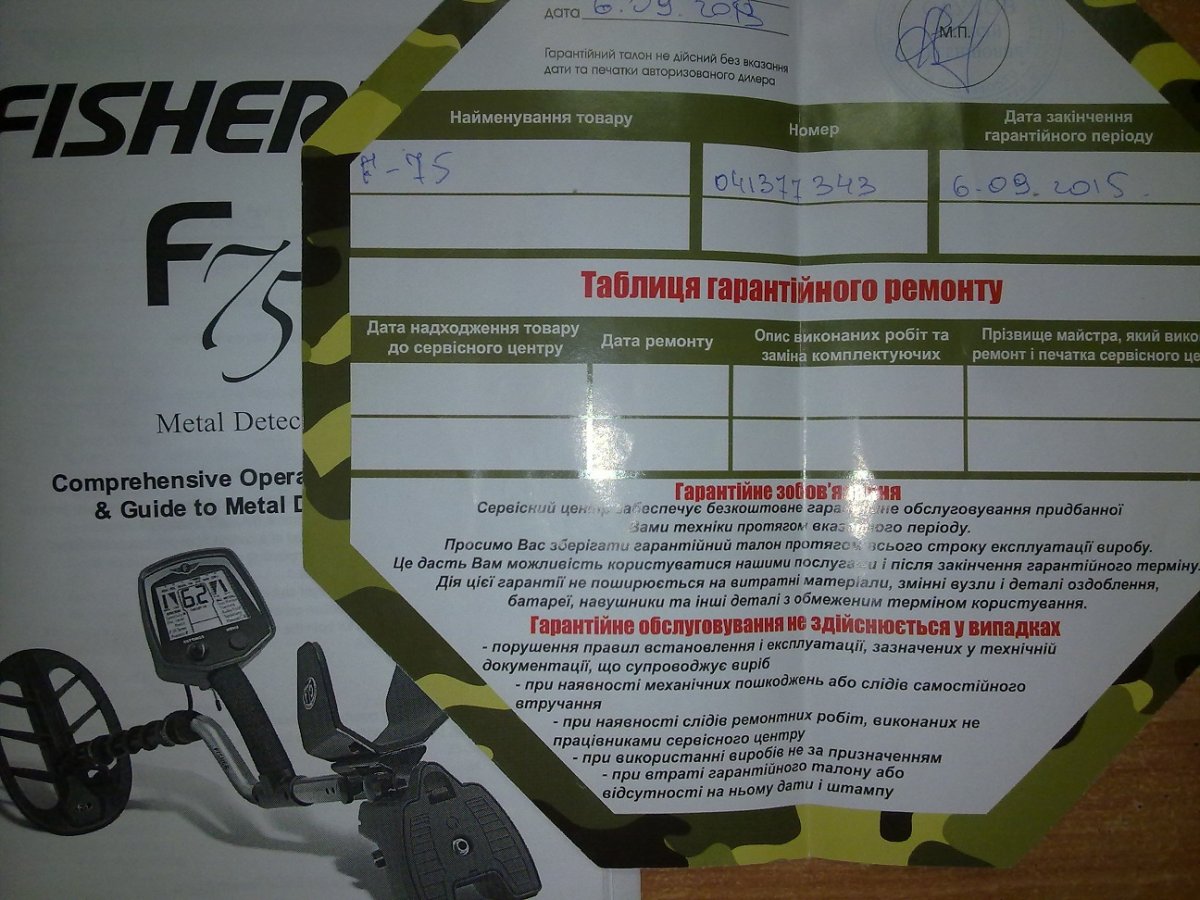 FISHER
F75
Metal
Comprehensive
& Guide to Metal
6.2
дата 6.09.2013
М.П.
Гарантійний талон не дійсний без вказання
дати та печатки авторизованого дилера
Найменування товару
Номер
Дата закінчення
гарантійного періоду
F-75
041377343
6.09.2015.
Таблиця гарантійного ремонту
Дата надходження товару
до сервісного центру
Дата ремонту
Опис виконаних робіт та
заміна комплектуючих
Прізвище майстра, який
ремонт і печатка сервісного
Гарантійне зобов'язання
Сервісний центр забеспечує безкоштовне гарантійне обслуговування придбанної
Вами техніки протягом вказаного періоду.
Просимо Вас зберігати гарантійний талон протягом всього строку експлуатації виробу.
Це дасть Вам можливість користуватися нашими послугами і після закінчення гарантійного терміну.
Дія цієї гарантії не поширюється на витратні матеріали, змінні вузли і деталі оздоблення,
батареї, навушники та інші деталі з обмеженим терміном користування.
Гарантійне обслуговування не здійснюється у випадках
- порушення правил встановлення і експлуатації, зазначених у технічній
документації, що супроводжує виріб
- при наявності механічних пошкоджень або слідів самостійного
втручання
- при наявності слідів ремонтних робіт, виконаних не
працівниками сервісного центру
- при використанні виробів не за призначенням
- при втраті гарантійного талону або
відсутності на ньому дати і штампу